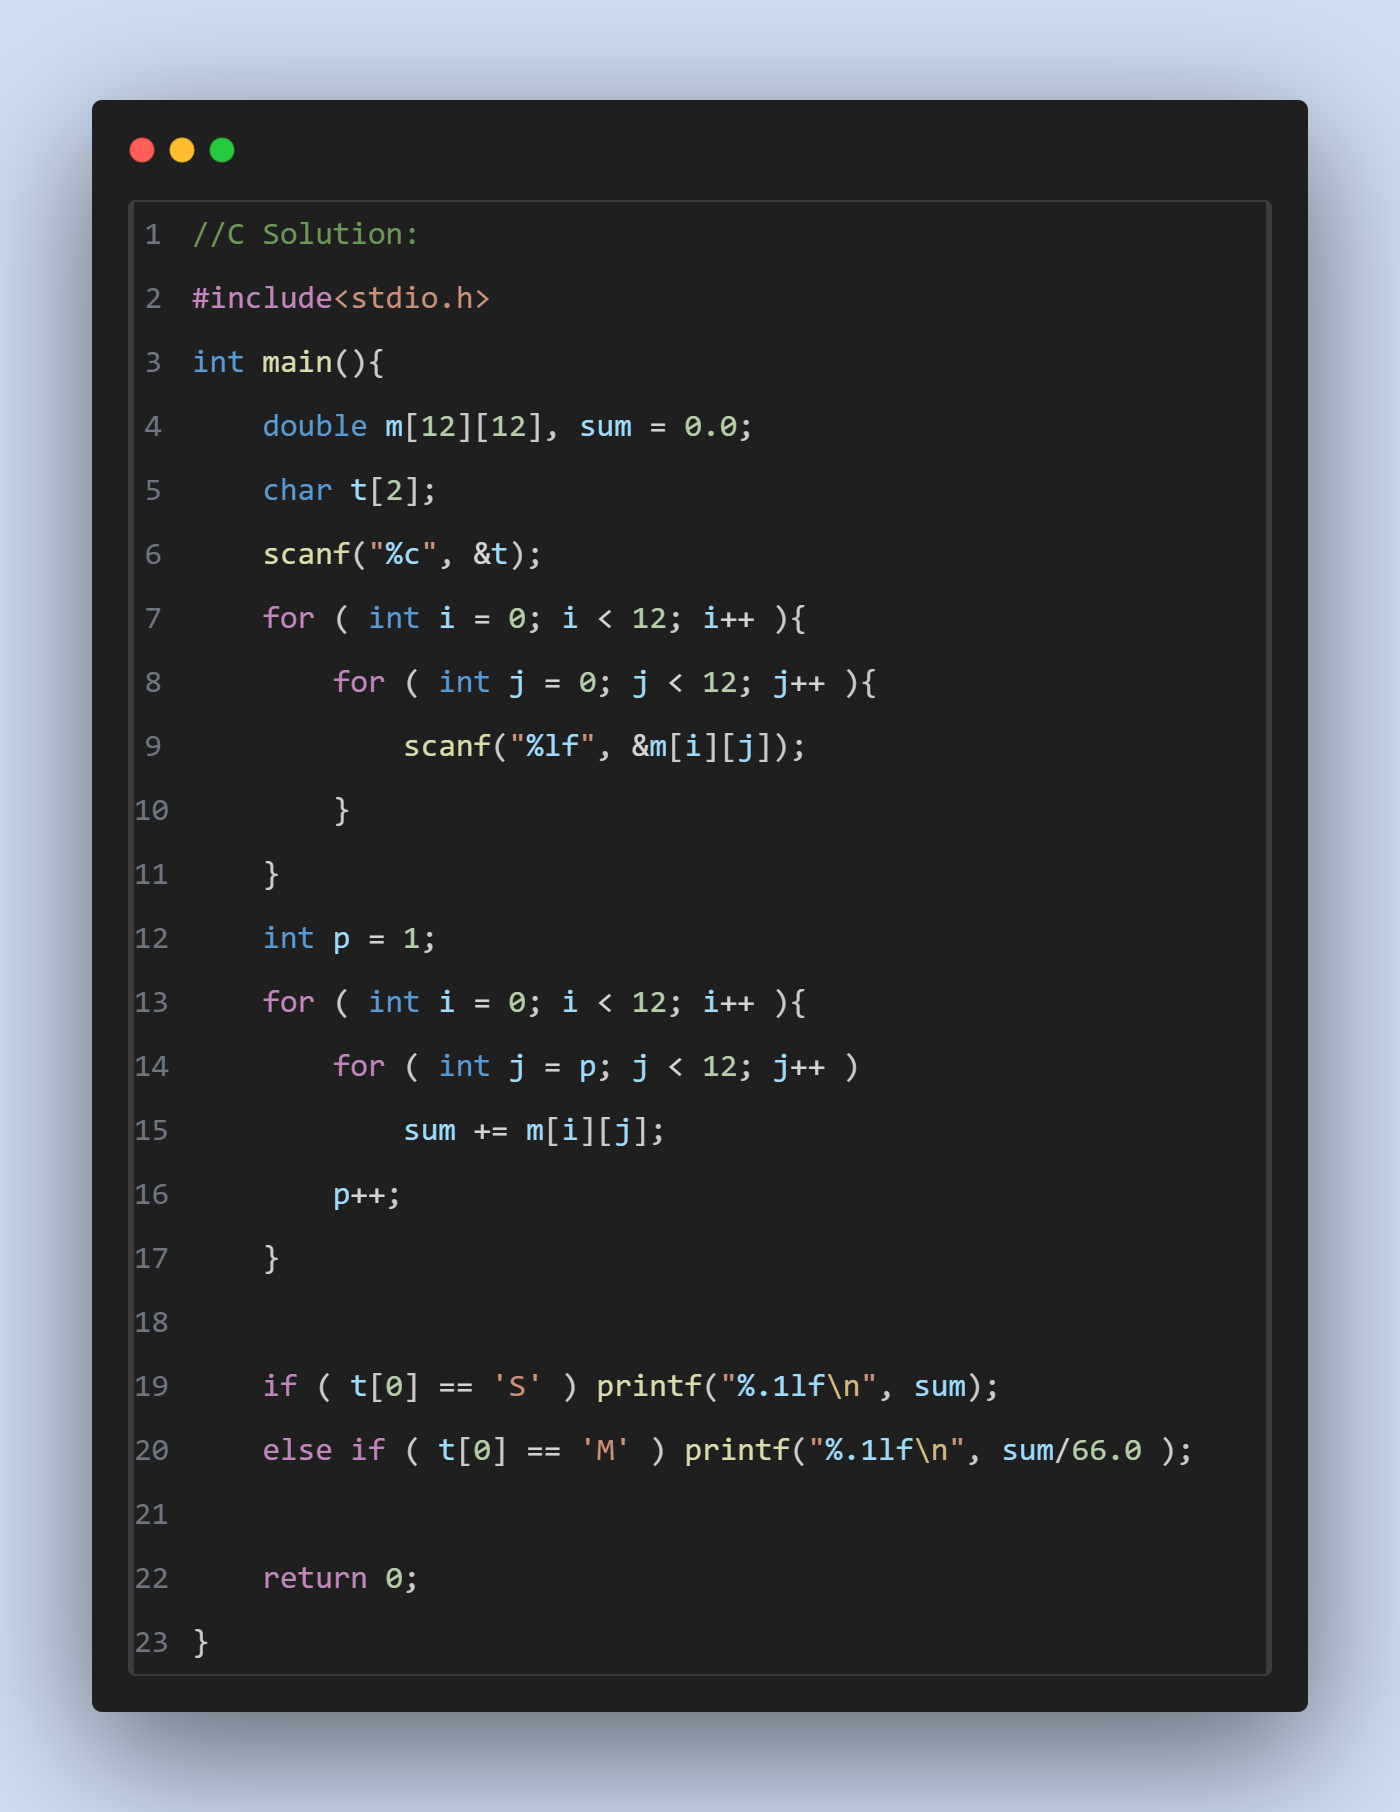 1 //C Solution:
2 #include<stdio.h>
3 int main(){
4     double m[12][12], sum = 0.0;
5     char t[2];
6     scanf("%c", &t);
7     for ( int i = 0; i < 12; i++ ){
8         for ( int j = 0; j < 12; j++ ){
9             scanf("%lf", &m[i][j]);
10         }
11     }
12     int p = 1;
13     for ( int i = 0; i < 12; i++ ){
14         for ( int j = p; j < 12; j++ )
15             sum += m[i][j];
16         p++;
17     }
18
19     if ( t[0] == 'S' ) printf("%.1lf\n", sum);
20     else if ( t[0] == 'M' ) printf("%.1lf\n", sum/66.0 );
21
22     return 0;
23 }